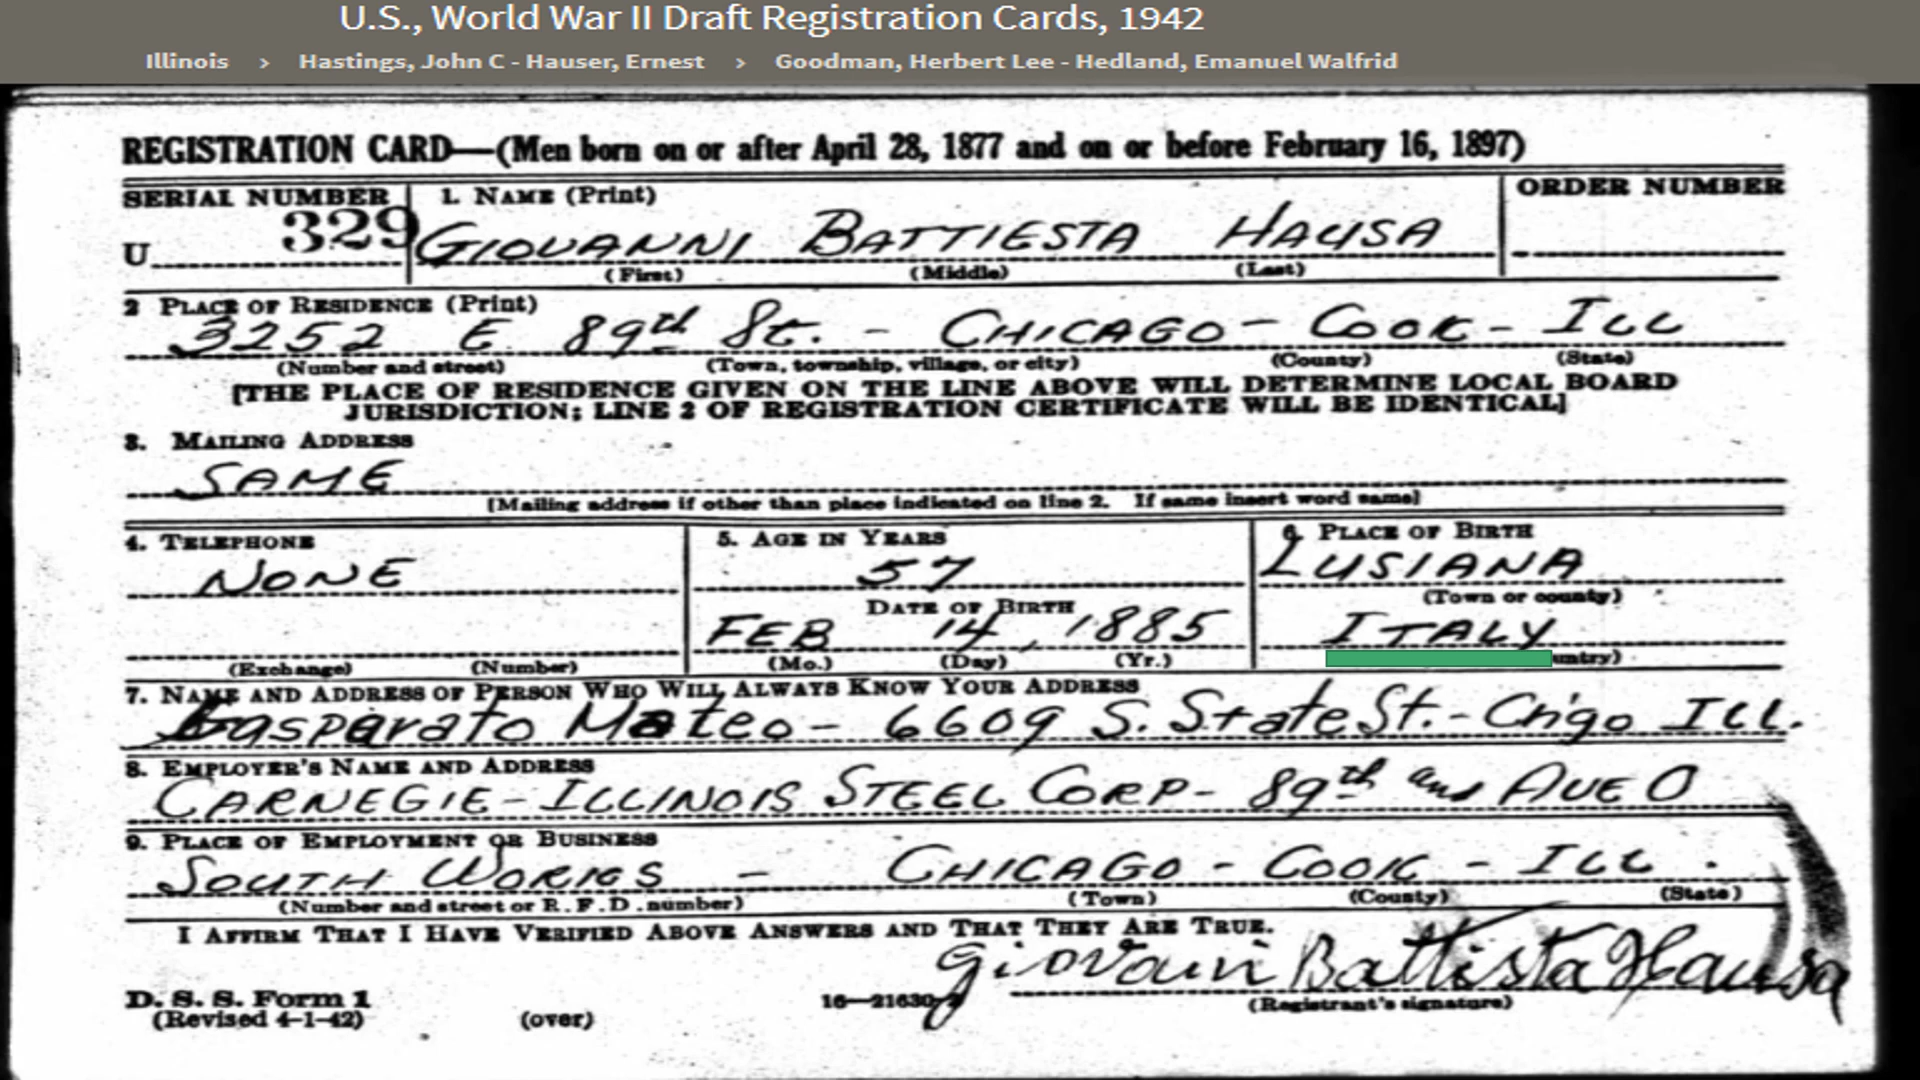 U.S., World War II Draft Registration Cards, 1942
Illinois > Hastings, John C - Hauser, Ernest > Goodman, Herbert Lee - Hedland, Emanuel Walfrid
REGISTRATION CARD—(Men born on or after April 28, 1877 and on or before February 16, 1897)
SERIAL NUMBER 1. NAME (Print) ORDER NUMBER
U 329 GIOVANNI BATTIESTA HAUSA
(First) (Middle) (Last)
2 PLACE OF RESIDENCE (Print)
3252 E 89th St. - CHICAGO - COOK - ILL
(Number and street) (Town, township, village, or city) (County) (State)
[THE PLACE OF RESIDENCE GIVEN ON THE LINE ABOVE WILL DETERMINE LOCAL BOARD
JURISDICTION; LINE 2 OF REGISTRATION CERTIFICATE WILL BE IDENTICAL]
3. MAILING ADDRESS
SAME
[Mailing address if other than place indicated on line 2. If same insert word same]
4. TELEPHONE 5. AGE IN YEARS 6. PLACE OF BIRTH
NONE 57 LUSIANA
DATE OF BIRTH (Town or county)
FEB 14, 1885 ITALY
(Exchange) (Number) (Mo.) (Day) (Yr.) untry)
7. NAME AND ADDRESS OF PERSON WHO WILL ALWAYS KNOW YOUR ADDRESS
Gasparato Mateo - 6609 S. State St. - Ch'go ILL.
8. EMPLOYER'S NAME AND ADDRESS
CARNEGIE-ILLINOIS STEEL CORP- 89th and AVE O
9. PLACE OF EMPLOYMENT OR BUSINESS
SOUTH WORKS - CHICAGO - COOK - ILL.
(Number and street or R.F.D. number) (Town) (County) (State)
I AFFIRM THAT I HAVE VERIFIED ABOVE ANSWERS AND THAT THEY ARE TRUE.
Giovani Battista Hausa
D. S. S. Form 1 16—21630-2 (Registrant's signature)
(Revised 4-1-42) (over)